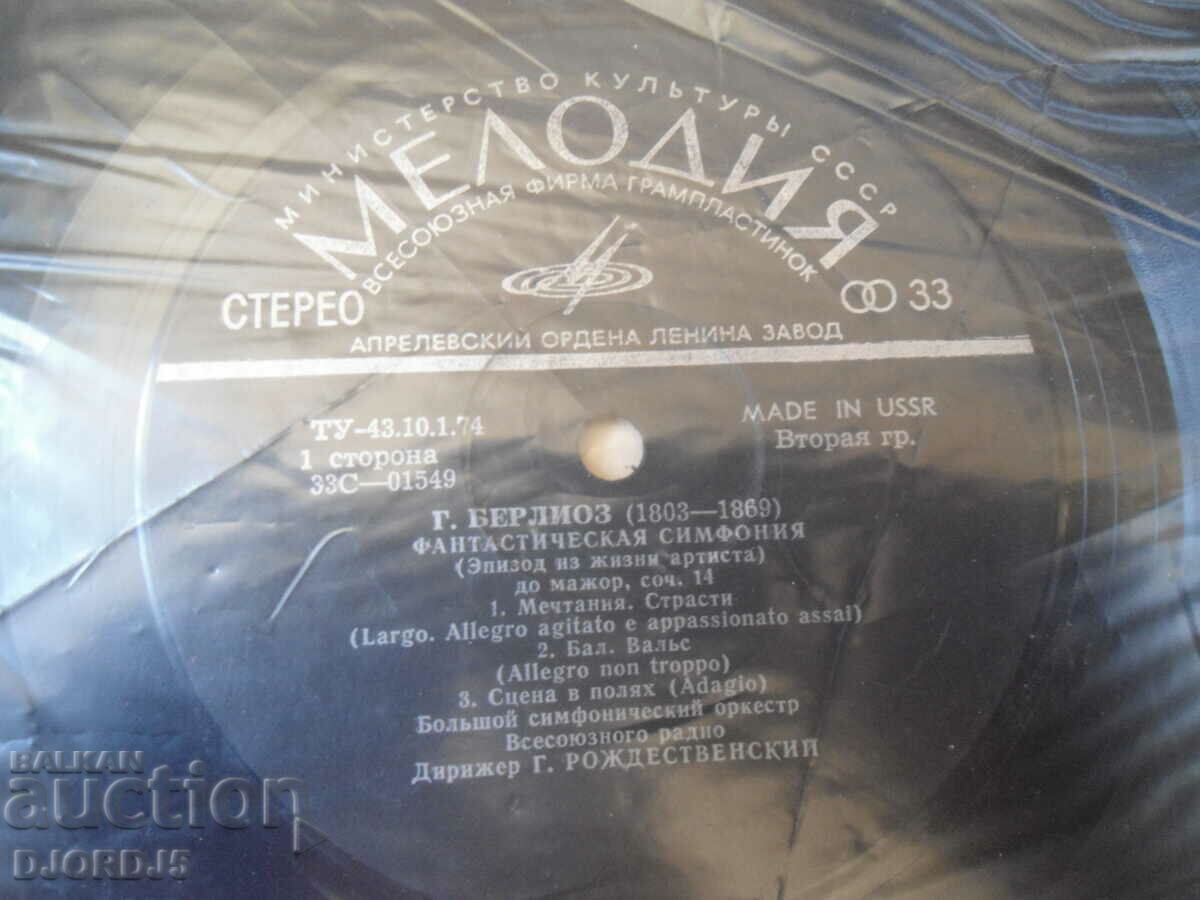 МИНИСТЕРСТВО КУЛЬТУРЫ СССР
МЕЛОДИЯ
ВСЕСОЮЗНАЯ ФИРМА ГРАМПЛАСТИНОК
СТЕРЕО
33
АПРЕЛЕВСКИЙ ОРДЕНА ЛЕНИНА ЗАВОД
ТУ-43.10.1.74
MADE IN USSR
1 сторона
Вторая гр.
33С—01549
Г. БЕРЛИОЗ (1803—1869)
ФАНТАСТИЧЕСКАЯ СИМФОНИЯ
(Эпизод из жизни артиста)
до мажор, соч. 14
1. Мечтания. Страсти
(Largo. Allegro agitato e appassionato assai)
2. Бал. Вальс
(Allegro non troppo)
3. Сцена в полях (Adagio)
Большой симфонический оркестр
Всесоюзного радио
Дирижер Г. РОЖДЕСТВЕНСКИЙ
BALKAN
auction
DJORD_J5